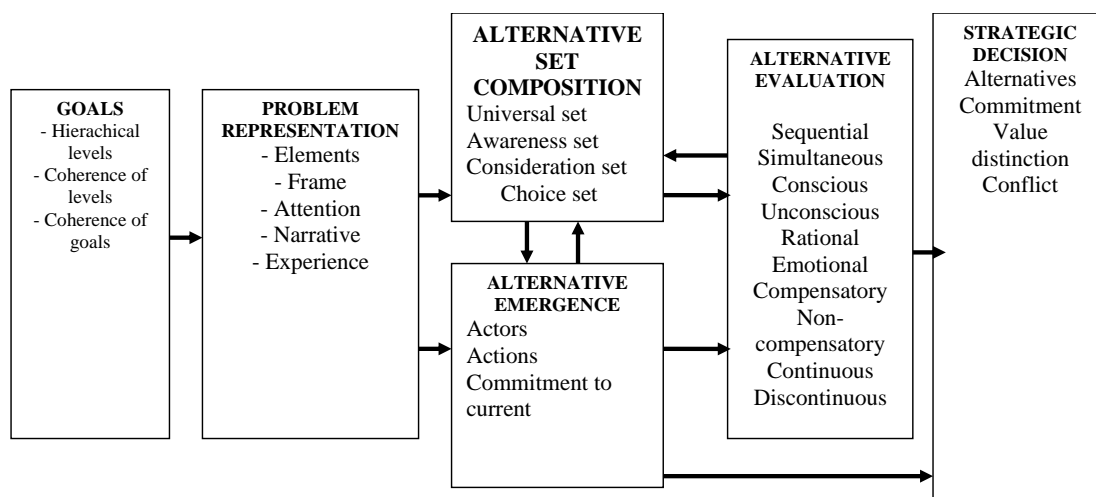 GOALS
- Hierachical
levels
- Coherence of
levels
- Coherence of
goals
PROBLEM
REPRESENTATION
- Elements
- Frame
- Attention
- Narrative
- Experience
ALTERNATIVE
SET
COMPOSITION
Universal set
Awareness set
Consideration set
Choice set
ALTERNATIVE
EMERGENCE
Actors
Actions
Commitment to
current
ALTERNATIVE
EVALUATION
Sequential
Simultaneous
Conscious
Unconscious
Rational
Emotional
Compensatory
Non-
compensatory
Continuous
Discontinuous
STRATEGIC
DECISION
Alternatives
Commitment
Value
distinction
Conflict